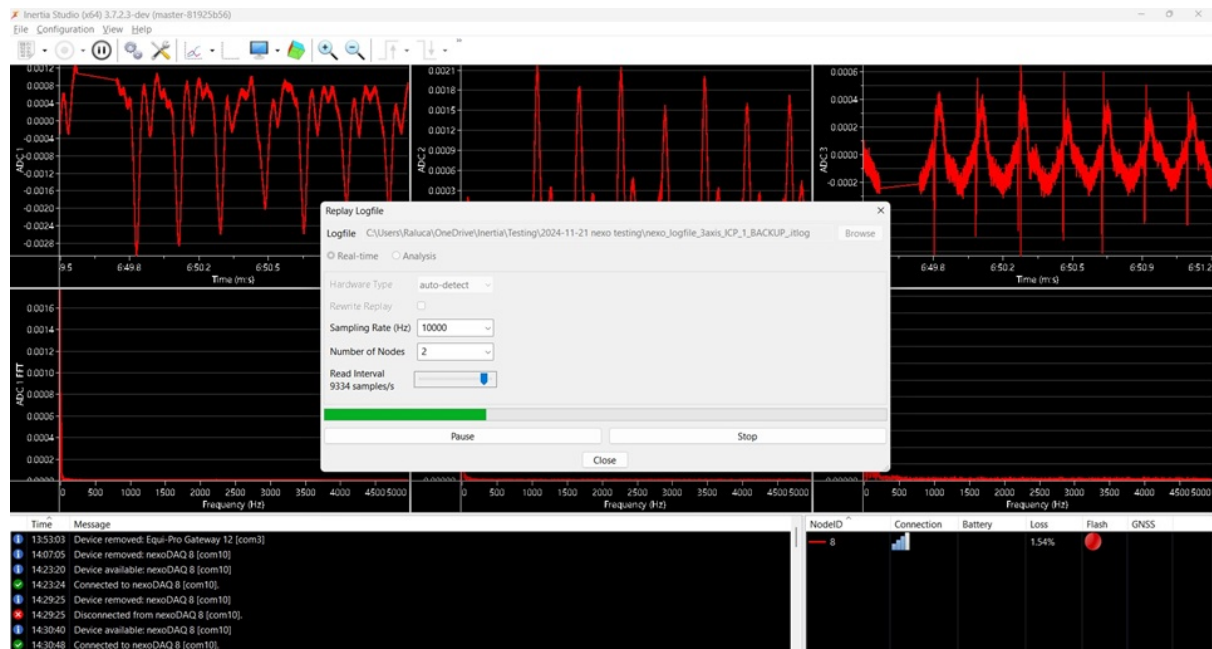 Inertia Studio (x64) 3.7.2.3-dev (master-81925b56)
File Configuration View Help
0.0012
0.0008
0.0004
0.0000
-0.0004
-0.0008
-0.0012
-0.0016
-0.0020
-0.0024
-0.0028
ADC 1
9.5 6:49.8 6:50.2 6:50.5
Time (m:s)
0.0021
0.0018
0.0015
0.0012
0.0009
0.0006
0.0003
ADC 2
0.0006
0.0004
0.0002
0.0000
-0.0002
ADC 3
6:49.8 6:50.2 6:50.5 6:50.9 6:51.2
Time (m:s)
Replay Logfile
Logfile C:\Users\Raluca\OneDrive\Inertia\Testing\2024-11-21 nexo testing\nexo_logfile_3axis_ICP_1_BACKUP_.itlog Browse
Real-time Analysis
Hardware Type auto-detect
Rewrite Replay
Sampling Rate (Hz) 10000
Number of Nodes 2
Read Interval
9334 samples/s
Pause Stop
Close
0.0016
0.0014
0.0012
0.0010
0.0008
0.0006
0.0004
0.0002
0.0000
ADC 1 FFT
0 500 1000 1500 2000 2500 3000 3500 4000 4500 5000
Frequency (Hz)
0.00000
0 500 1000 1500 2000 2500 3000 3500 4000 4500 5000
Frequency (Hz)
0 500 1000 1500 2000 2500 3000 3500 4000 4500 5000
Frequency (Hz)
Time Message
13:53:03 Device removed: Equi-Pro Gateway 12 [com3]
14:07:05 Device removed: nexoDAQ 8 [com10]
14:23:20 Device available: nexoDAQ 8 [com10]
14:23:24 Connected to nexoDAQ 8 [com10].
14:29:25 Device removed: nexoDAQ 8 [com10]
14:29:25 Disconnected from nexoDAQ 8 [com10].
14:30:40 Device available: nexoDAQ 8 [com10]
14:30:48 Connected to nexoDAQ 8 [com10].
NodeID Connection Battery Loss Flash GNSS
8 1.54%